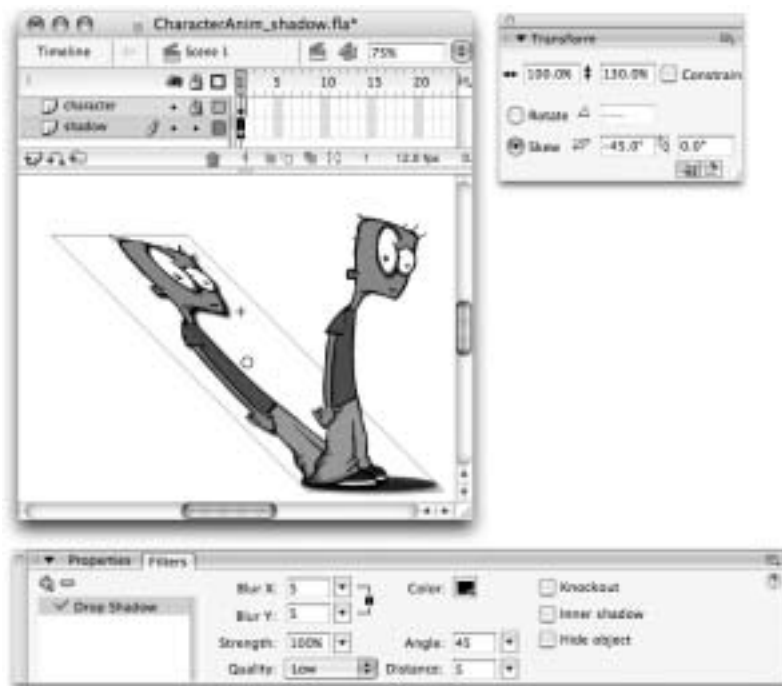 CharacterAnim_shadow.fla*
Timeline
Scene 1
75%
5 10 15 20
character
shadow
1 12.0 fps 0.
Transform
100.0% 130.0% Constrain
Rotate
Skew -45.0° 0.0°
Properties Filters
Drop Shadow
Blur X: 5
Blur Y: 5
Strength: 100%
Quality: Low
Color:
Angle: 45
Distance: 5
Knockout
Inner shadow
Hide object